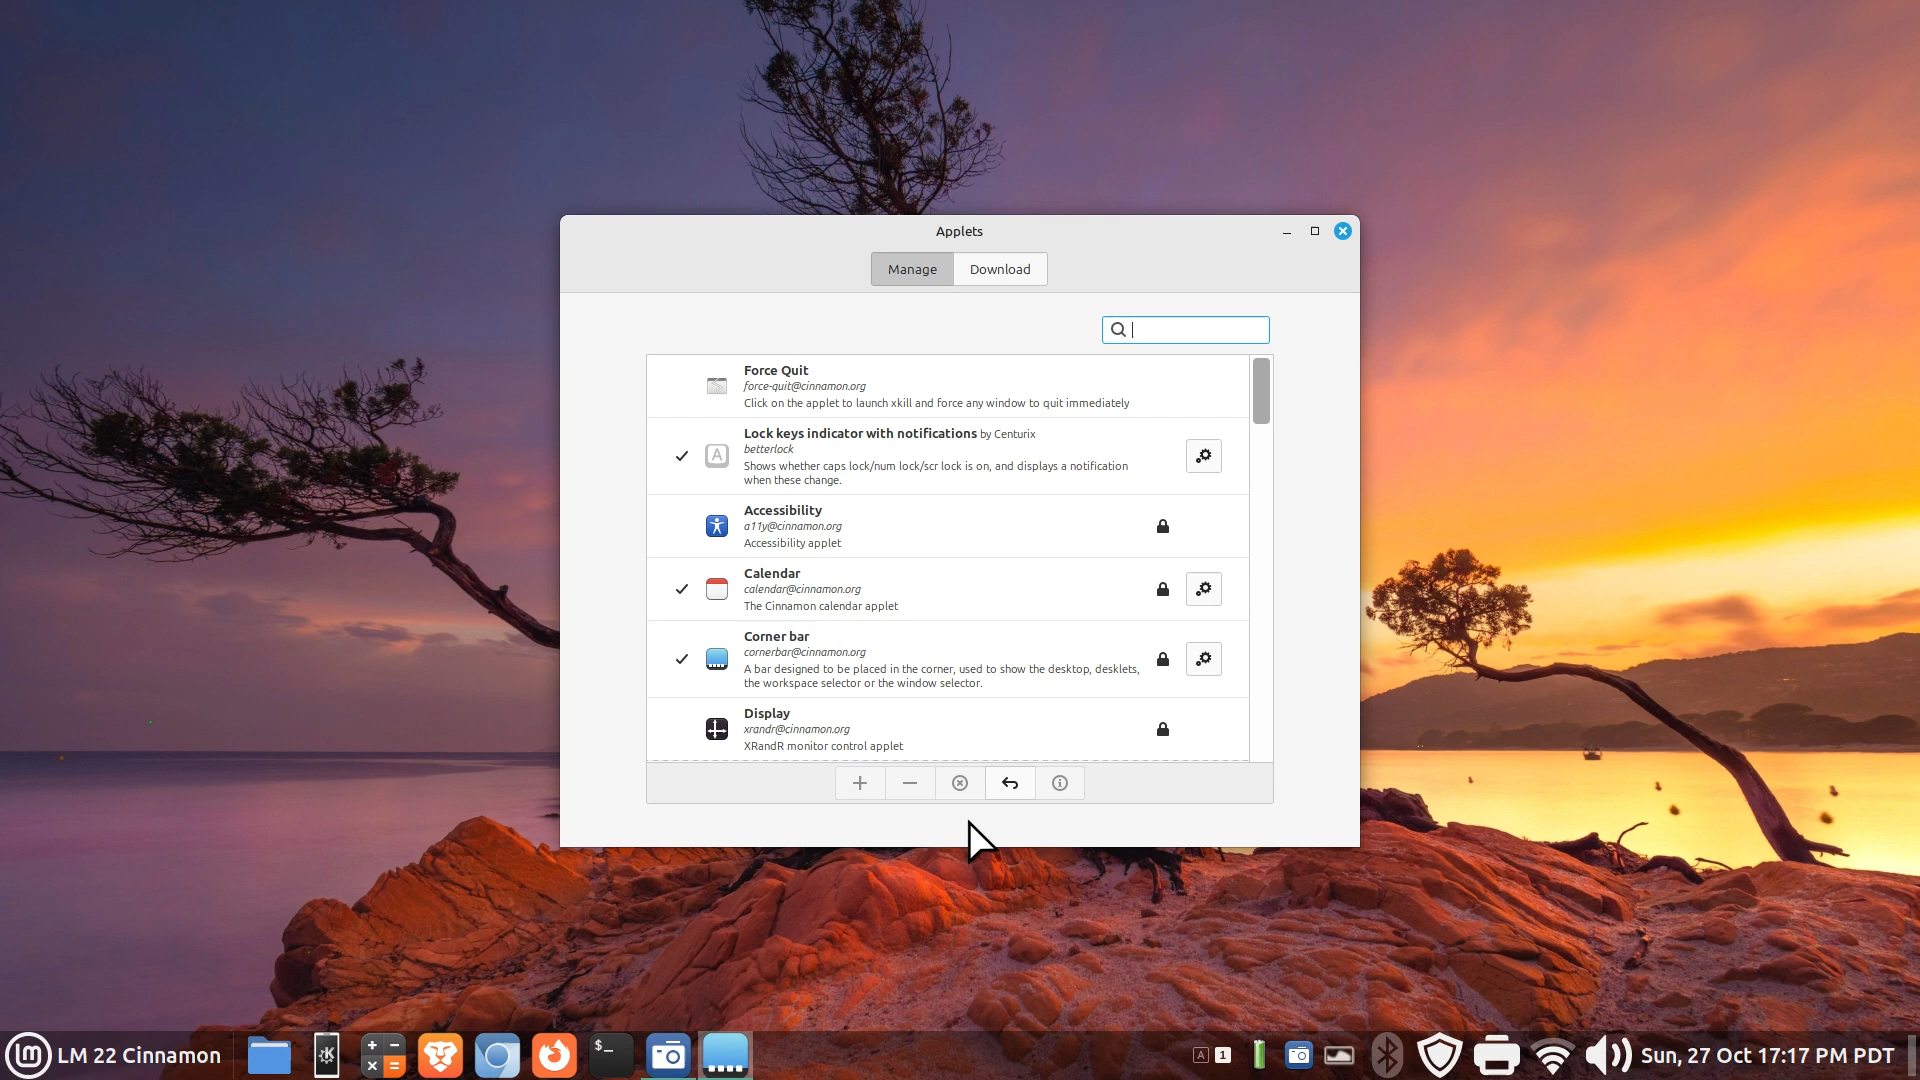 Applets
Manage
Download
Force Quit
force-quit@cinnamon.org
Click on the applet to launch xkill and force any window to quit immediately
Lock keys indicator with notifications by Centurix
betterlock
Shows whether caps lock/num lock/scr lock is on, and displays a notification
when these change.
Accessibility
a11y@cinnamon.org
Accessibility applet
Calendar
calendar@cinnamon.org
The Cinnamon calendar applet
Corner bar
cornerbar@cinnamon.org
A bar designed to be placed in the corner, used to show the desktop, desklets,
the workspace selector or the window selector.
Display
xrandr@cinnamon.org
XRandR monitor control applet
LM 22 Cinnamon
A 1
Sun, 27 Oct 17:17 PM PDT